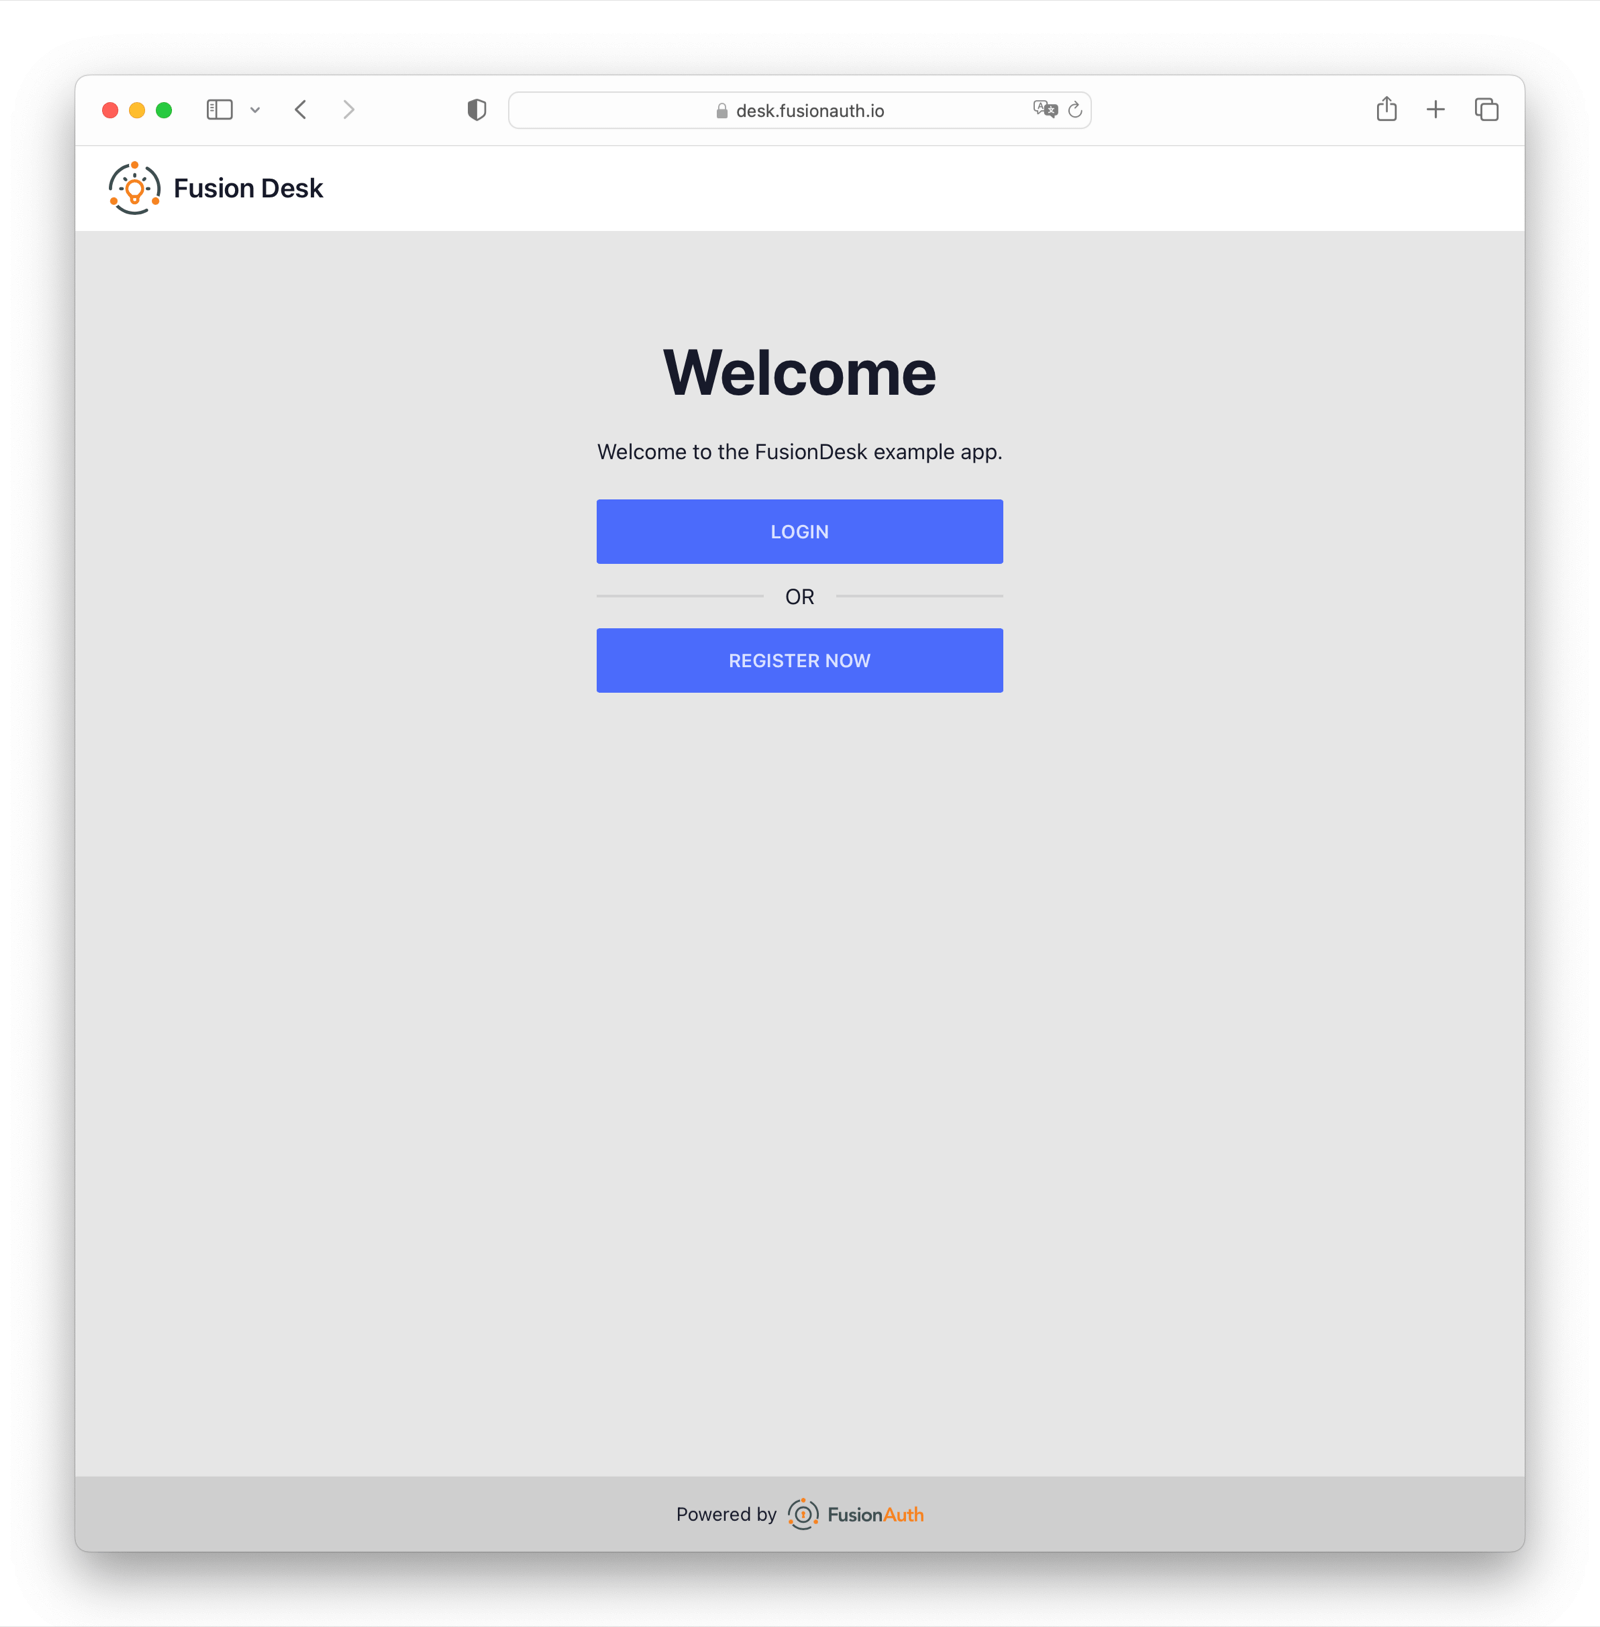 desk.fusionauth.io
Fusion Desk
Welcome
Welcome to the FusionDesk example app.
LOGIN
OR
REGISTER NOW
Powered by FusionAuth